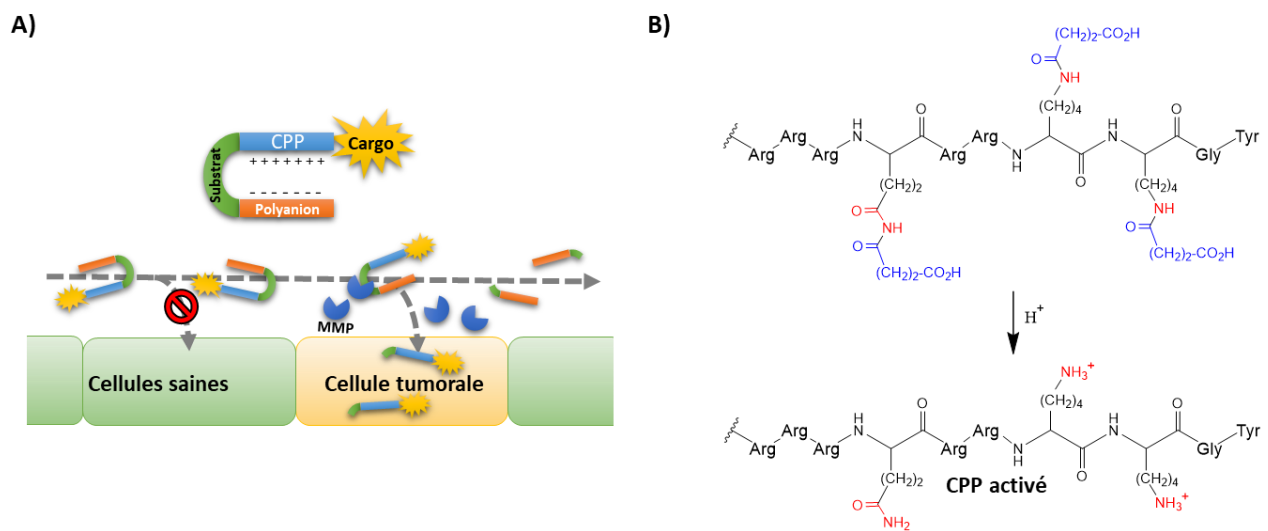 A)
CPP
Cargo
+ + + + + + +
Substrat
- - - - - - -
Polyanion
MMP
Cellules saines
Cellule tumorale
B)
(CH₂)₂-CO₂H
O
NH
(CH₂)₄
H
N
O
Arg
Arg
Arg
Arg
Arg
N
H
O
H
N
O
Gly
Tyr
(CH₂)₂
O
NH
O
(CH₂)₂-CO₂H
(CH₂)₄
NH
O
(CH₂)₂-CO₂H
H⁺
NH₃⁺
(CH₂)₄
H
N
O
Arg
Arg
Arg
Arg
Arg
N
H
O
H
N
O
Gly
Tyr
(CH₂)₂
O
NH₂
CPP activé
(CH₂)₄
NH₃⁺